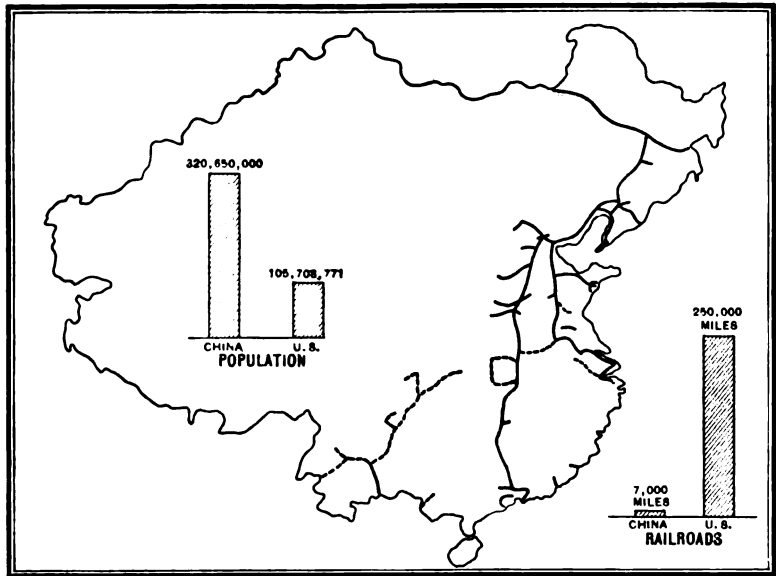 320,650,000
105,708,771
CHINA U.S.
POPULATION
250,000
MILES
7,000
MILES
CHINA U.S.
RAILROADS